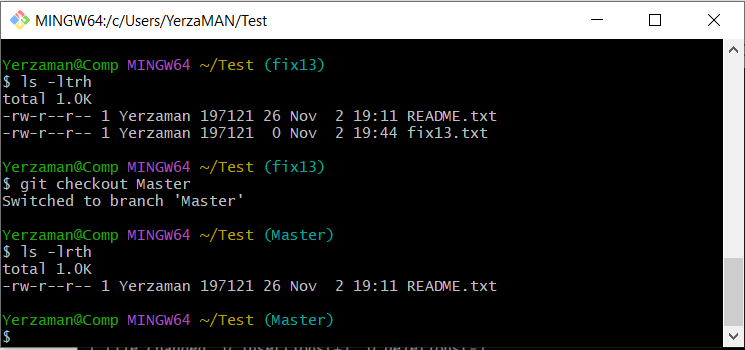 MINGW64:/c/Users/YerzaMAN/Test
Yerzaman@Comp MINGW64 ~/Test (fix13)
$ ls -ltrh
total 1.0K
-rw-r--r-- 1 Yerzaman 197121 26 Nov  2 19:11 README.txt
-rw-r--r-- 1 Yerzaman 197121  0 Nov  2 19:44 fix13.txt
Yerzaman@Comp MINGW64 ~/Test (fix13)
$ git checkout Master
Switched to branch 'Master'
Yerzaman@Comp MINGW64 ~/Test (Master)
$ ls -lrth
total 1.0K
-rw-r--r-- 1 Yerzaman 197121 26 Nov  2 19:11 README.txt
Yerzaman@Comp MINGW64 ~/Test (Master)
$